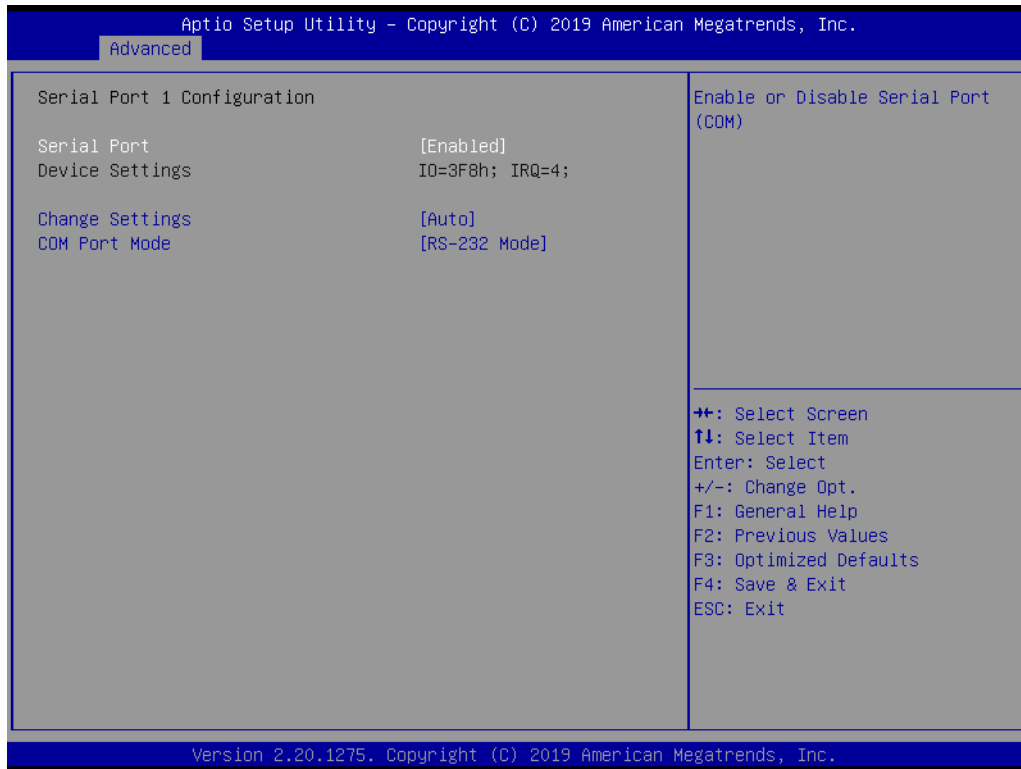 Aptio Setup Utility – Copyright (C) 2019 American Megatrends, Inc.
Advanced
Serial Port 1 Configuration
Serial Port [Enabled]
Device Settings IO=3F8h; IRQ=4;
Change Settings [Auto]
COM Port Mode [RS-232 Mode]
Enable or Disable Serial Port
(COM)
→←: Select Screen
↑↓: Select Item
Enter: Select
+/-: Change Opt.
F1: General Help
F2: Previous Values
F3: Optimized Defaults
F4: Save & Exit
ESC: Exit
Version 2.20.1275. Copyright (C) 2019 American Megatrends, Inc.